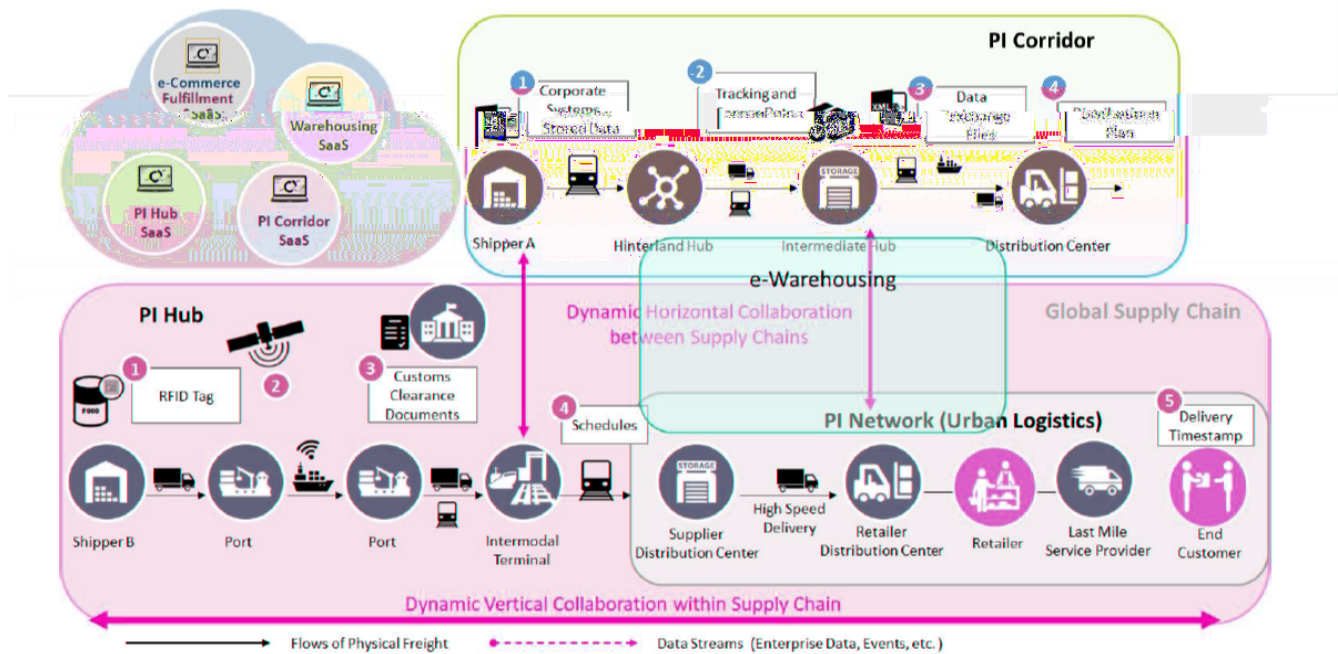 PI Corridor
e-Commerce
Fulfillment
SaaS
Warehousing
SaaS
PI Hub
SaaS
PI Corridor
SaaS
1
Corporate
Systems
Stored Data
2
Tracking and
XML
3
Data
Exchange
Files
4
Distribution
Plan
STORAGE
Shipper A
Hinterland Hub
Intermediate Hub
Distribution Center
e-Warehousing
PI Hub
Dynamic Horizontal Collaboration
between Supply Chains
Global Supply Chain
1
RFID Tag
FOOD
2
3
Customs
Clearance
Documents
4
Schedules
PI Network (Urban Logistics)
5
Delivery
Timestamp
STORAGE
Shipper B
Port
Port
Intermodal
Terminal
Supplier
Distribution Center
High Speed
Delivery
Retailer
Distribution Center
Retailer
Last Mile
Service Provider
End
Customer
Dynamic Vertical Collaboration within Supply Chain
Flows of Physical Freight
Data Streams (Enterprise Data, Events, etc.)